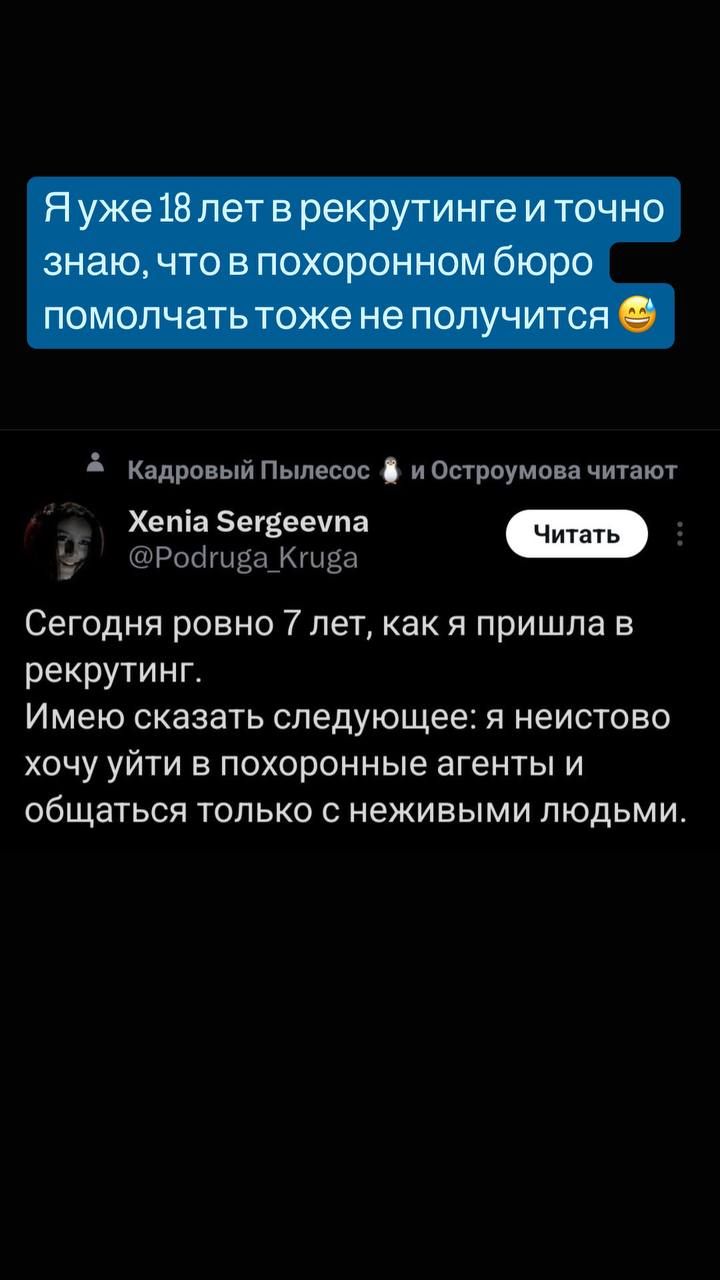 Я уже 18 лет в рекрутинге и точно
знаю, что в похоронном бюро
помолчать тоже не получится 😅
Кадровый Пылесос 🐧 и Остроумова читают
Xenia Sergeevna
@Podruga_Kruga
Читать
Сегодня ровно 7 лет, как я пришла в
рекрутинг.
Имею сказать следующее: я неистово
хочу уйти в похоронные агенты и
общаться только с неживыми людьми.